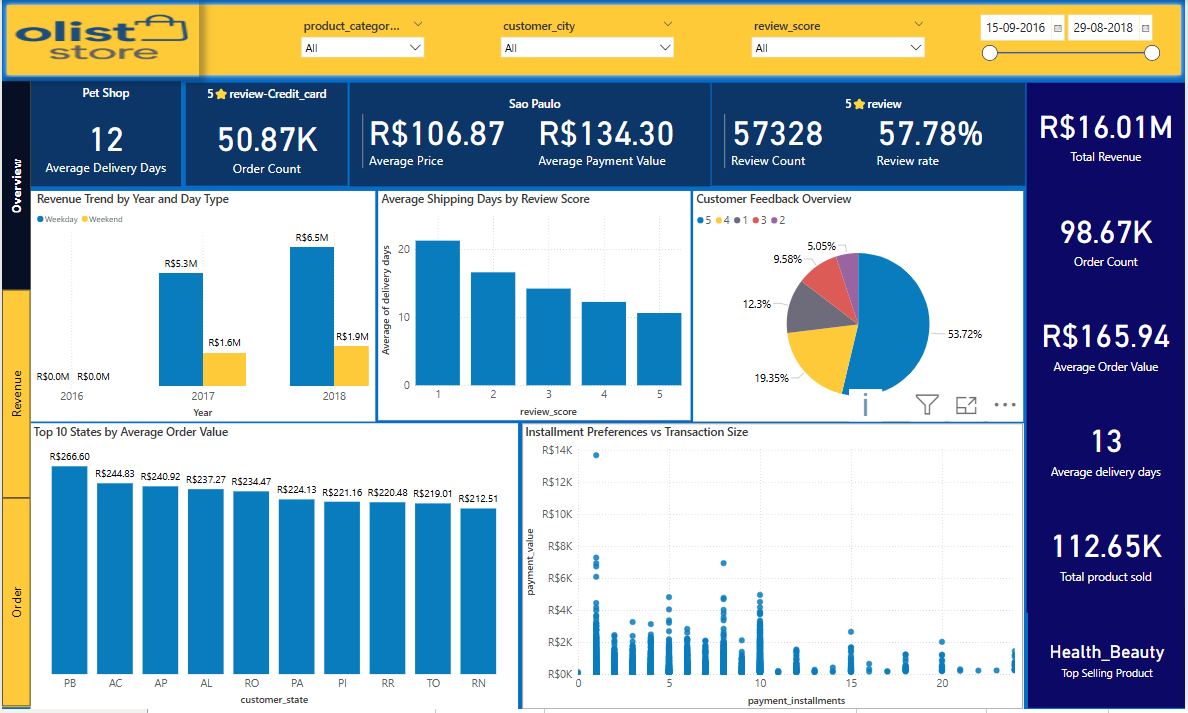 olist
store
product_categor...
All
customer_city
All
review_score
All
15-09-2016
29-08-2018
Overview
Revenue
Order
Pet Shop
12
Average Delivery Days
5⭐review-Credit_card
50.87K
Order Count
Sao Paulo
R$106.87
Average Price
R$134.30
Average Payment Value
5⭐review
57328
Review Count
57.78%
Review rate
R$16.01M
Total Revenue
98.67K
Order Count
R$165.94
Average Order Value
13
Average delivery days
112.65K
Total product sold
Health_Beauty
Top Selling Product
Revenue Trend by Year and Day Type
Weekday Weekend
R$0.0M R$0.0M
R$5.3M
R$1.6M
R$6.5M
R$1.9M
2016 2017 2018
Year
Average Shipping Days by Review Score
Average of delivery days
20
10
0
1 2 3 4 5
review_score
Customer Feedback Overview
5 4 1 3 2
5.05%
9.58%
12.3%
19.35%
53.72%
Top 10 States by Average Order Value
R$266.60
R$244.83
R$240.92
R$237.27
R$234.47
R$224.13
R$221.16
R$220.48
R$219.01
R$212.51
PB AC AP AL RO PA PI RR TO RN
customer_state
Installment Preferences vs Transaction Size
payment_value
R$14K
R$12K
R$10K
R$8K
R$6K
R$4K
R$2K
R$0K
0 5 10 15 20
payment_installments